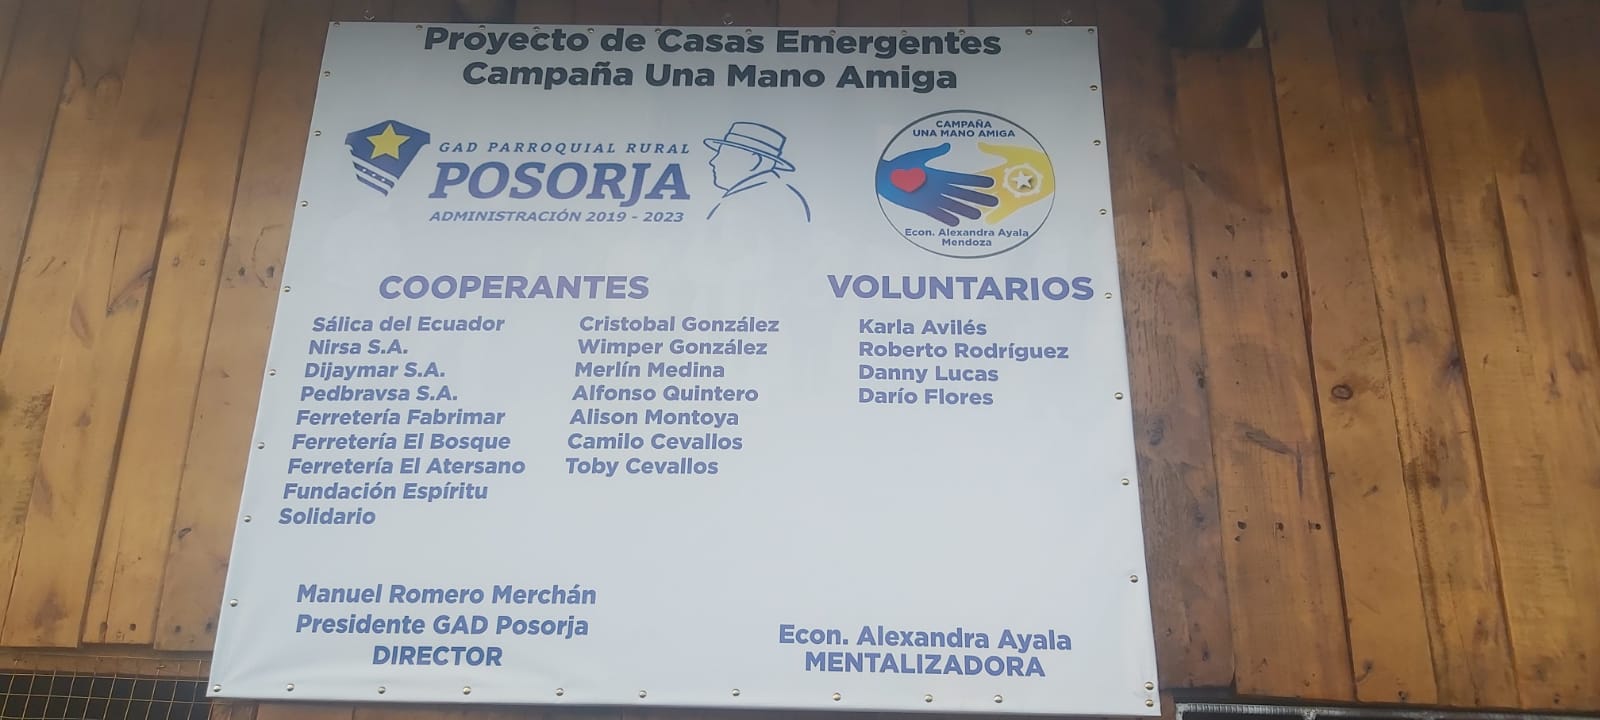 Proyecto de Casas Emergentes
Campaña Una Mano Amiga
GAD PARROQUIAL RURAL
POSORJA
ADMINISTRACIÓN 2019 - 2023
CAMPAÑA
UNA MANO AMIGA
Econ. Alexandra Ayala
Mendoza
COOPERANTES
Sálica del Ecuador
Nirsa S.A.
Dijaymar S.A.
Pedbravsa S.A.
Ferretería Fabrimar
Ferretería El Bosque
Ferretería El Atersano
Fundación Espíritu
Solidario
Cristobal González
Wimper González
Merlín Medina
Alfonso Quintero
Alison Montoya
Camilo Cevallos
Toby Cevallos
VOLUNTARIOS
Karla Avilés
Roberto Rodríguez
Danny Lucas
Darío Flores
Manuel Romero Merchán
Presidente GAD Posorja
DIRECTOR
Econ. Alexandra Ayala
MENTALIZADORA